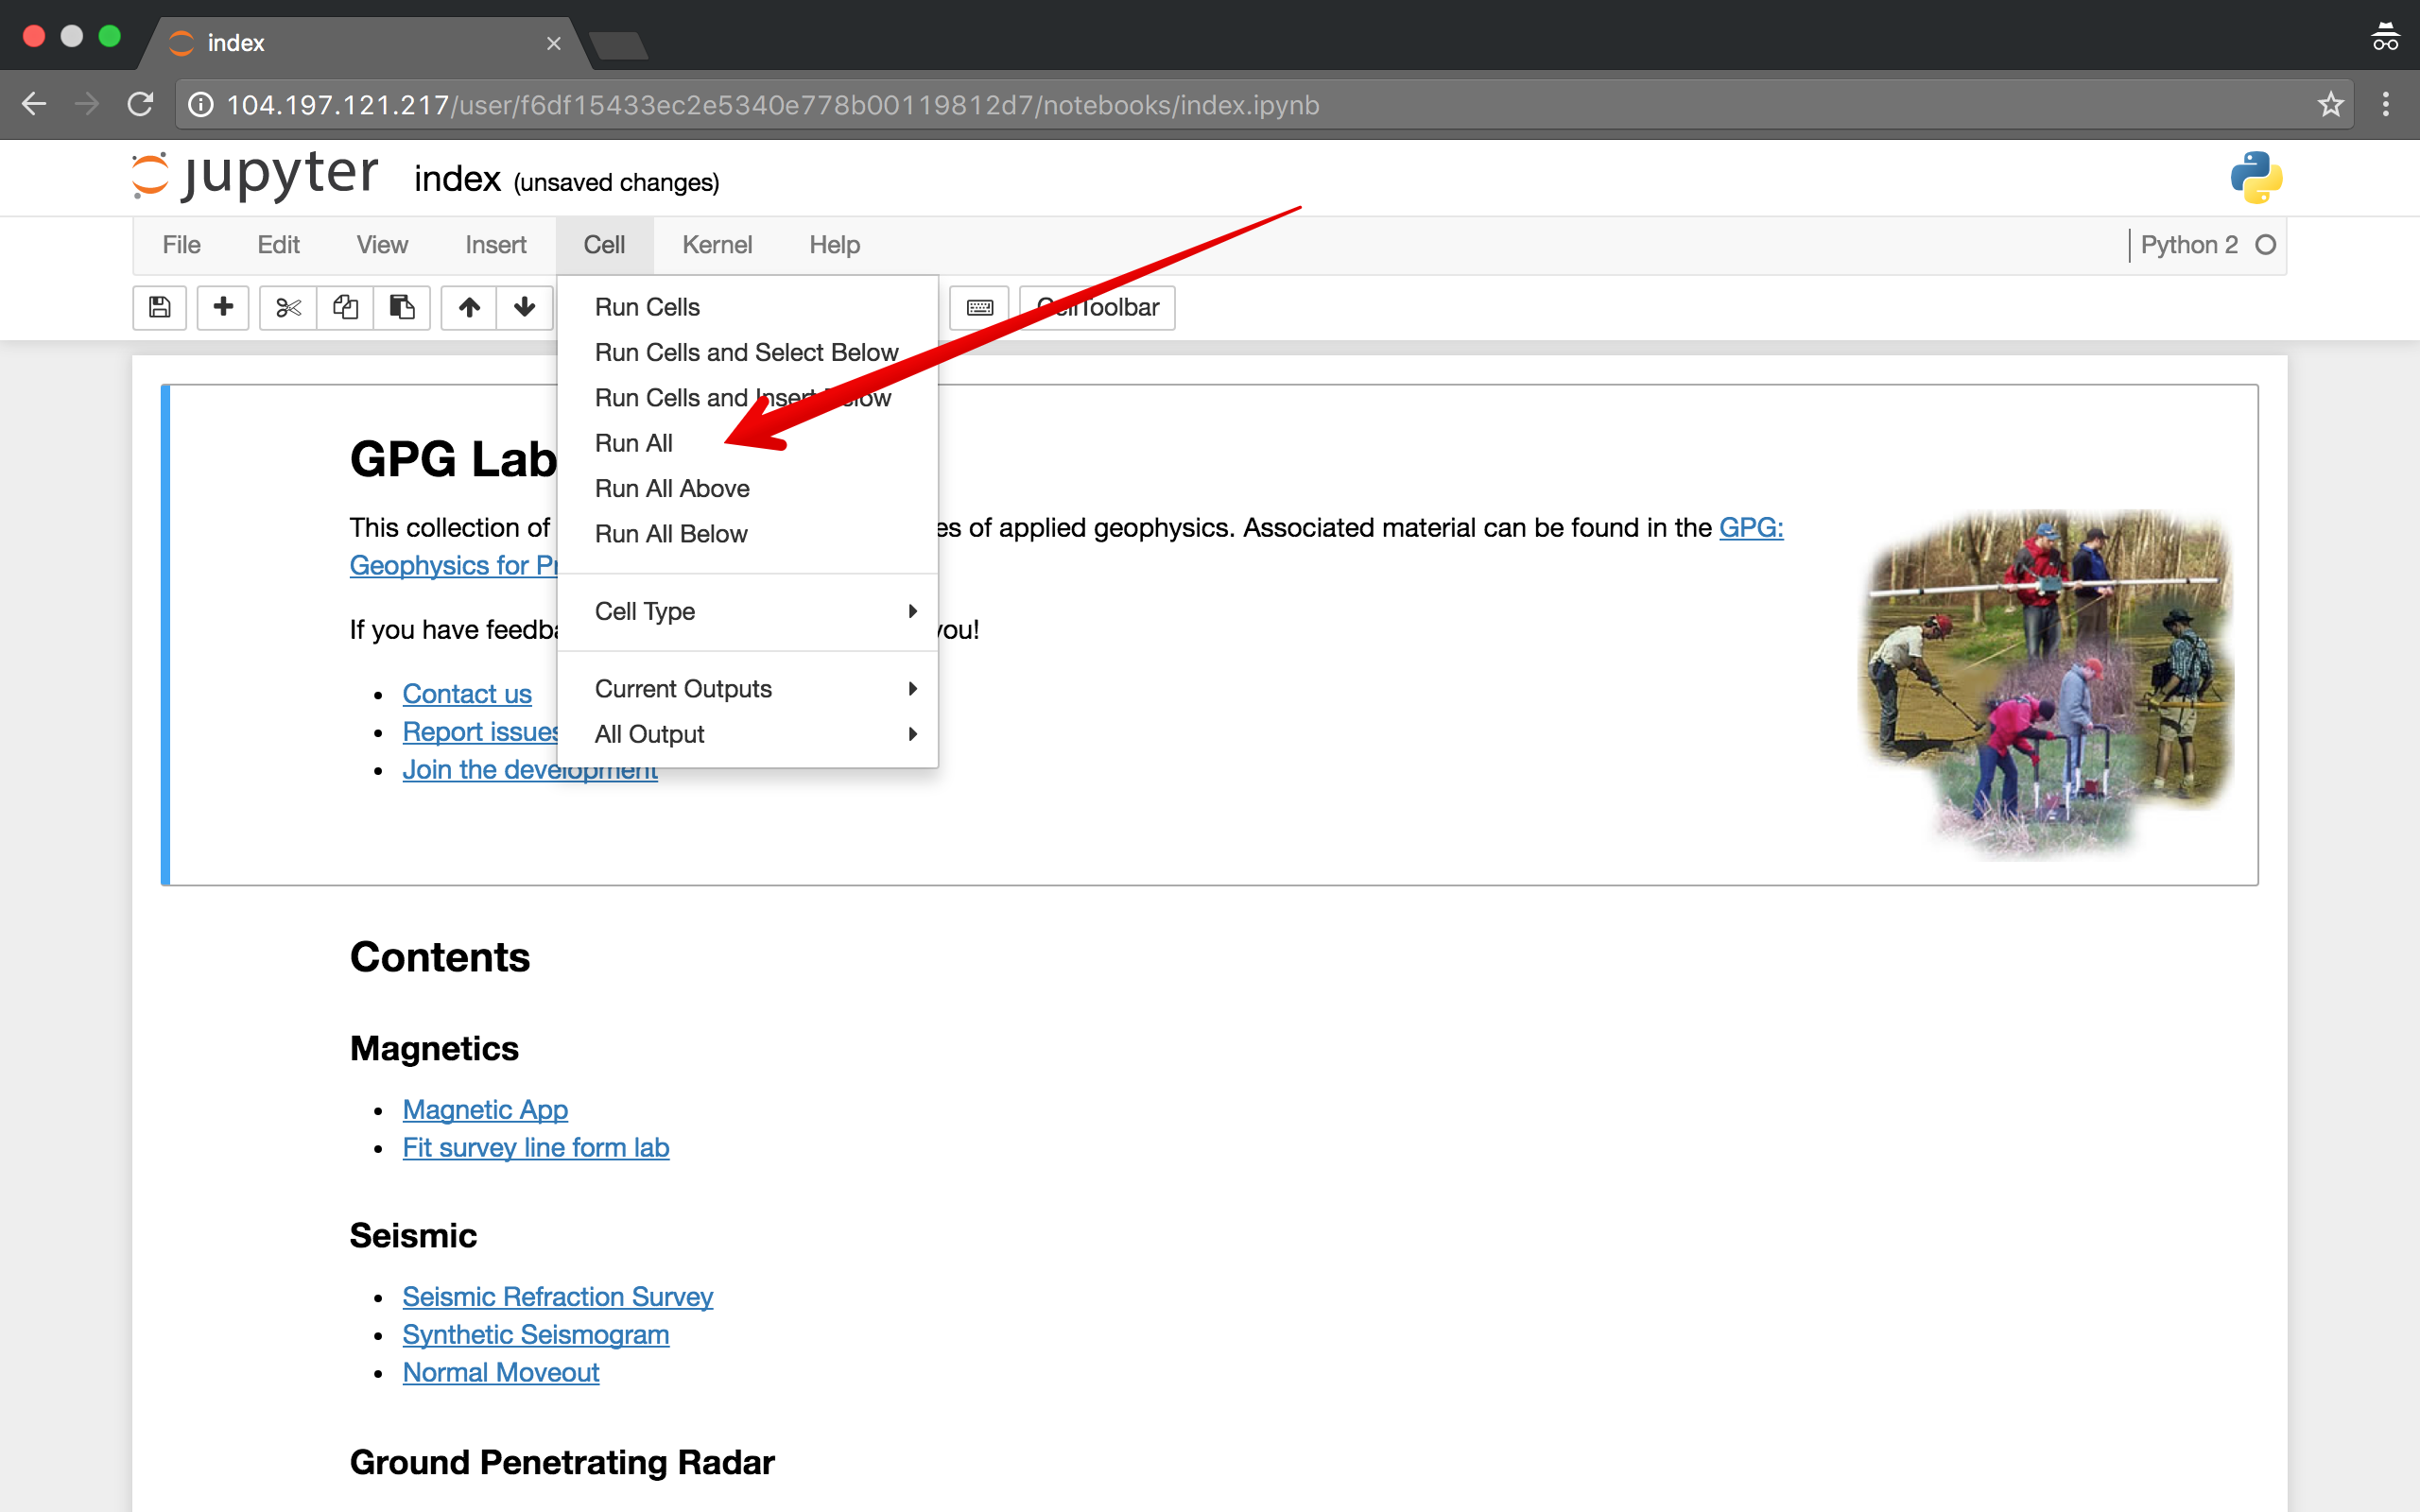 index
104.197.121.217/user/f6df15433ec2e5340e778b00119812d7/notebooks/index.ipynb
jupyter index (unsaved changes)
File Edit View Insert Cell Kernel Help Python 2
Run Cells
CellToolbar
Run Cells and Select Below
Run Cells and Insert Below
Run All
GPG Lab
Run All Above
This collection of es of applied geophysics. Associated material can be found in the GPG:
Run All Below
Geophysics for Pr
Cell Type
If you have feedba you!
Current Outputs
Contact us
Report issues
All Output
Join the development
Contents
Magnetics
Magnetic App
Fit survey line form lab
Seismic
Seismic Refraction Survey
Synthetic Seismogram
Normal Moveout
Ground Penetrating Radar